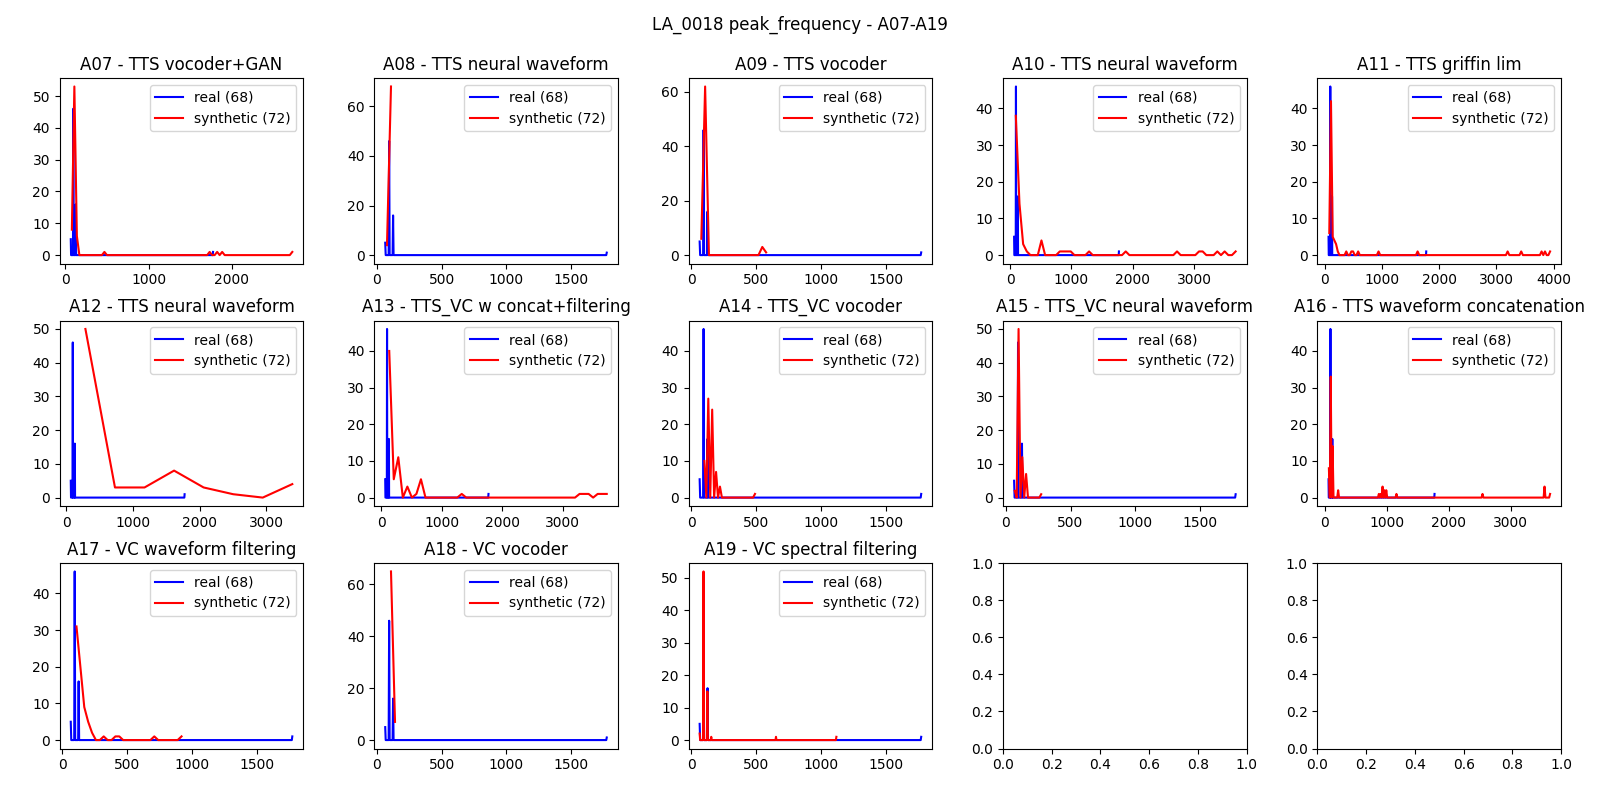 LA_0018 peak_frequency - A07-A19
A07 - TTS vocoder+GAN
real (68)
synthetic (72)
0 10 20 30 40 50
0 1000 2000
A08 - TTS neural waveform
real (68)
synthetic (72)
0 20 40 60
0 500 1000 1500
A09 - TTS vocoder
real (68)
synthetic (72)
0 20 40 60
0 500 1000 1500
A10 - TTS neural waveform
real (68)
synthetic (72)
0 10 20 30 40
0 1000 2000 3000
A11 - TTS griffin lim
real (68)
synthetic (72)
0 10 20 30 40
0 1000 2000 3000 4000
A12 - TTS neural waveform
real (68)
synthetic (72)
0 10 20 30 40 50
0 1000 2000 3000
A13 - TTS_VC w concat+filtering
real (68)
synthetic (72)
0 10 20 30 40
0 1000 2000 3000
A14 - TTS_VC vocoder
real (68)
synthetic (72)
0 10 20 30 40
0 500 1000 1500
A15 - TTS_VC neural waveform
real (68)
synthetic (72)
0 10 20 30 40 50
0 500 1000 1500
A16 - TTS waveform concatenation
real (68)
synthetic (72)
0 10 20 30 40
0 1000 2000 3000
A17 - VC waveform filtering
real (68)
synthetic (72)
0 10 20 30 40
0 500 1000 1500
A18 - VC vocoder
real (68)
synthetic (72)
0 20 40 60
0 500 1000 1500
A19 - VC spectral filtering
real (68)
synthetic (72)
0 10 20 30 40 50
0 500 1000 1500
0.0 0.2 0.4 0.6 0.8 1.0
0.0 0.2 0.4 0.6 0.8 1.0
0.0 0.2 0.4 0.6 0.8 1.0
0.0 0.2 0.4 0.6 0.8 1.0